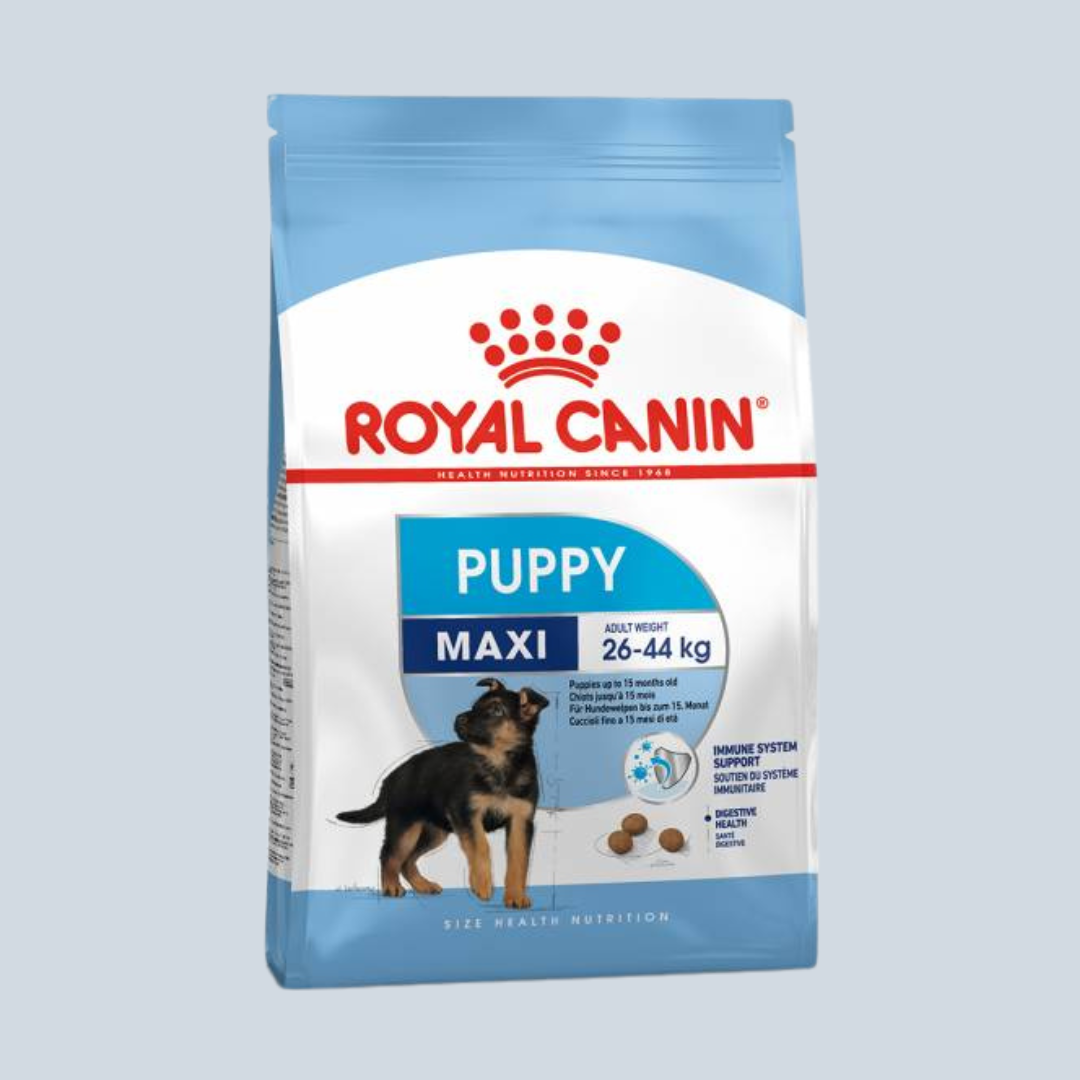 ROYAL CANIN®
HEALTH NUTRITION SINCE 1968
PUPPY
MAXI
ADULT WEIGHT
26-44 kg
Puppies up to 15 months old
Chiots jusqu'à 15 mois
Für Hundewelpen bis zum 15. Monat
Cuccioli fino a 15 mesi di età
IMMUNE SYSTEM
SUPPORT
SOUTIEN DU SYSTÈME
IMMUNITAIRE
DIGESTIVE
HEALTH
SANTÉ
DIGESTIVE
SIZE HEALTH NUTRITION